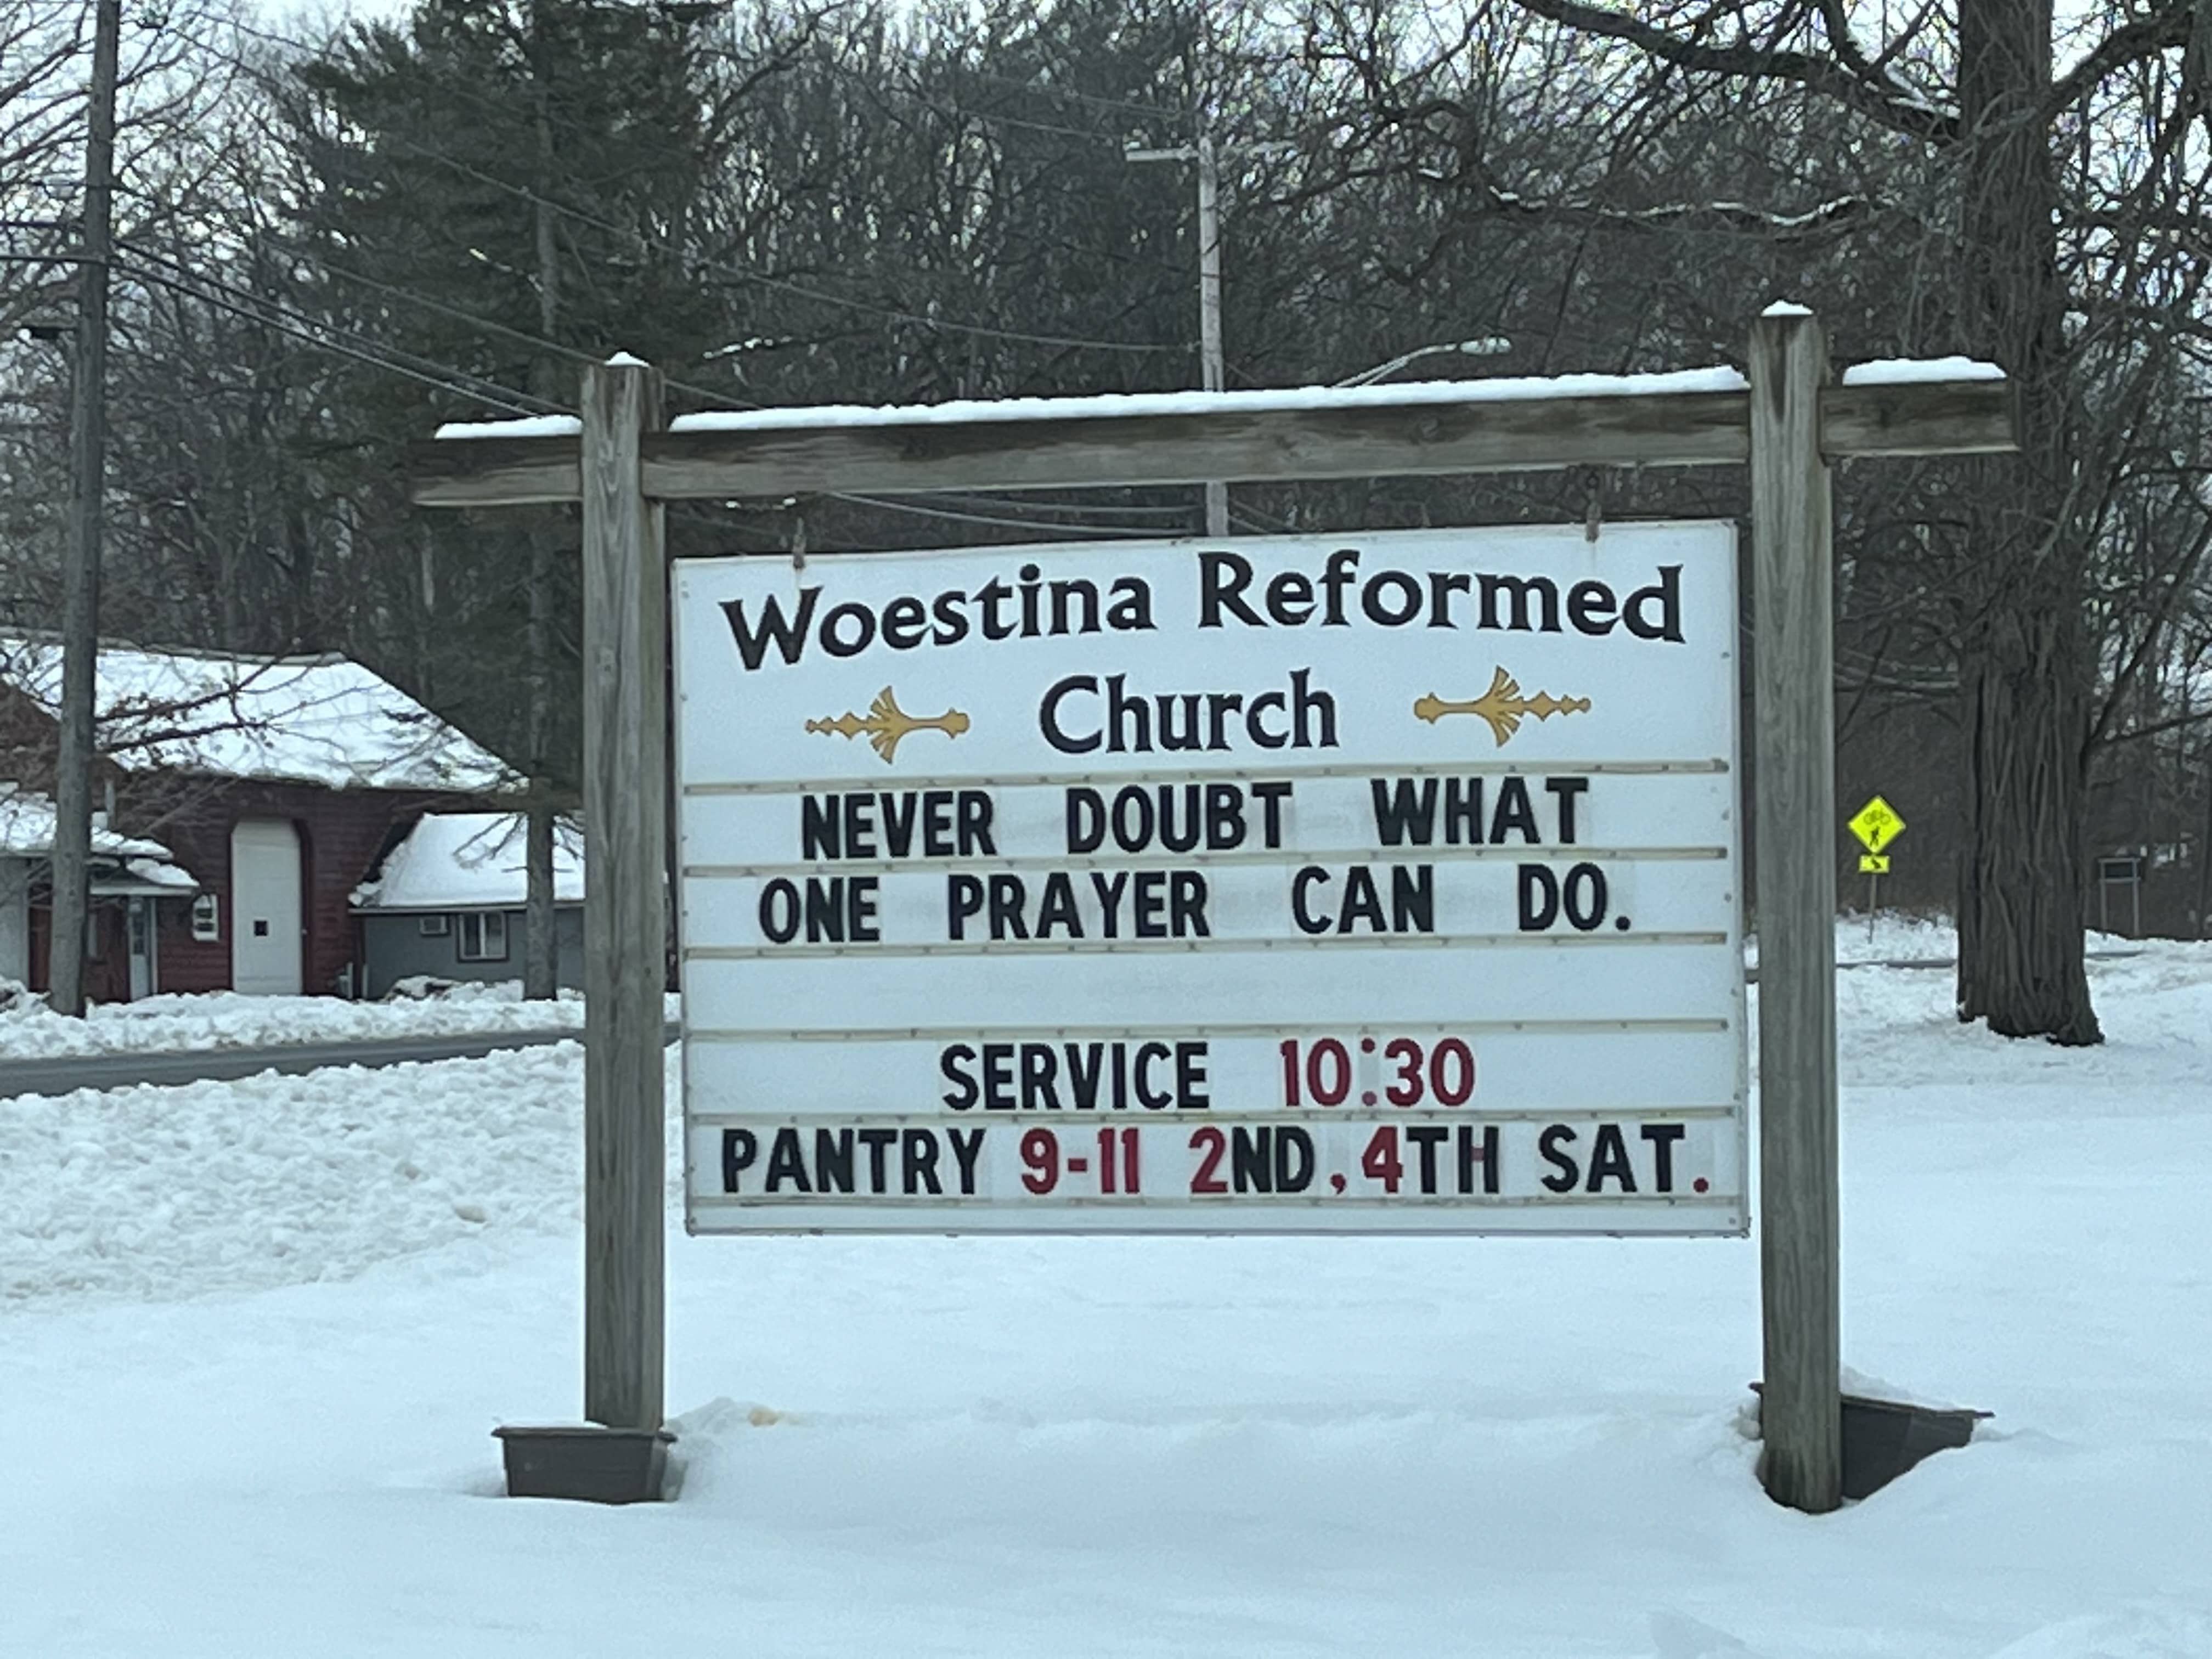 Woestina Reformed
Church
NEVER DOUBT WHAT
ONE PRAYER CAN DO.
SERVICE 10:30
PANTRY 9-11 2ND, 4TH SAT.